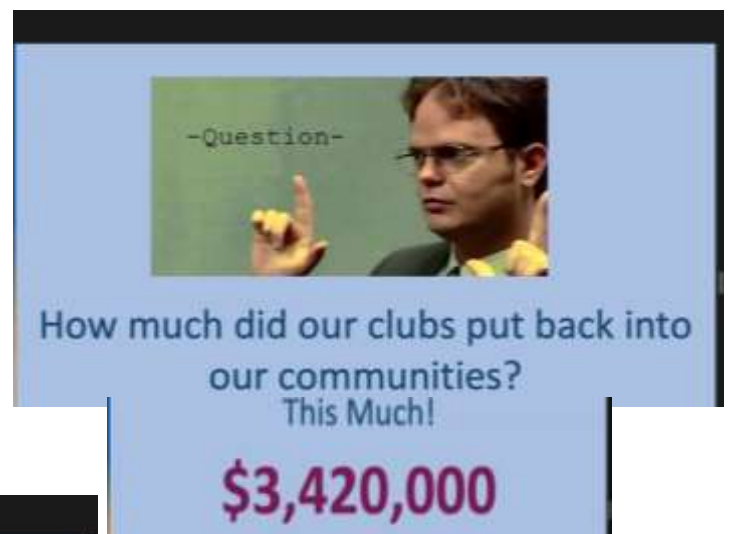 -Question-
How much did our clubs put back into
our communities?
This Much!
$3,420,000